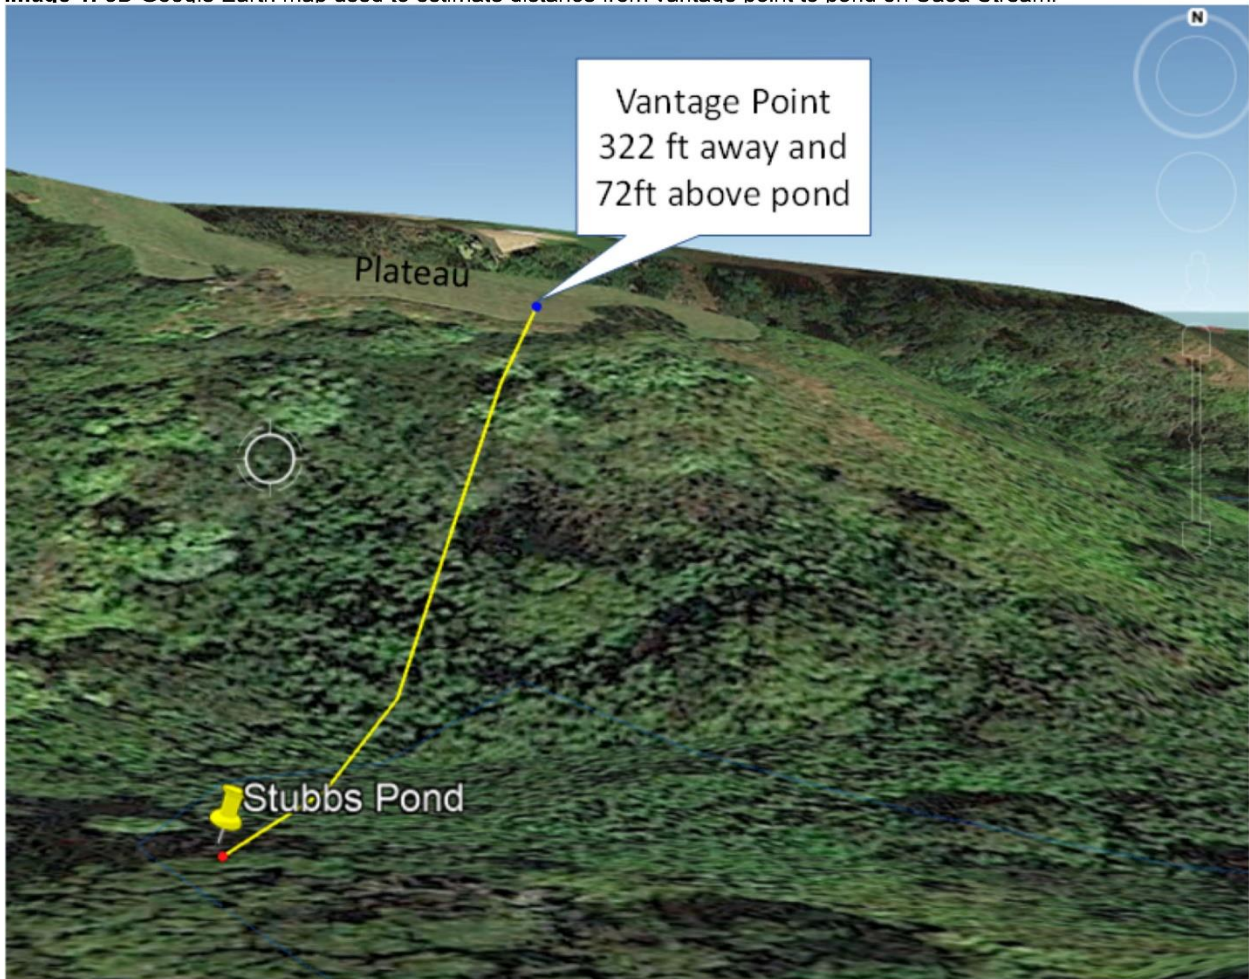 N
Vantage Point
322 ft away and
72ft above pond
Plateau
Stubbs Pond